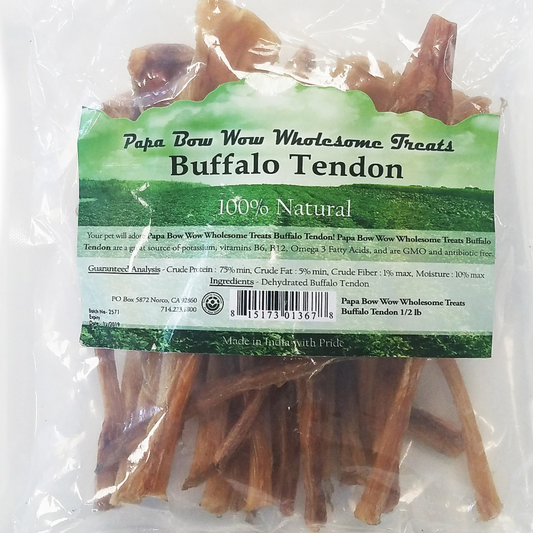 Papa Bow Wow Wholesome Treats
Buffalo Tendon
100% Natural
Your pet will adore Papa Bow Wow Wholesome Treats Buffalo Tendon! Papa Bow Wow Wholesome Treats Buffalo
Tendon are a great source of potassium, vitamins B6, B12, Omega 3 Fatty Acids, and are GMO and antibiotic free.
Guaranteed Analysis - Crude Protein : 75% min, Crude Fat : 5% min, Crude Fiber : 1% max, Moisture : 10% max
Ingredients - Dehydrated Buffalo Tendon
PO Box 5872 Norco, CA 92860
Papa Bow Wow Wholesome Treats
Buffalo Tendon 1/2 lb
8 15173 01367 8
Batch No- 2571
Expiry
Made in India with Pride